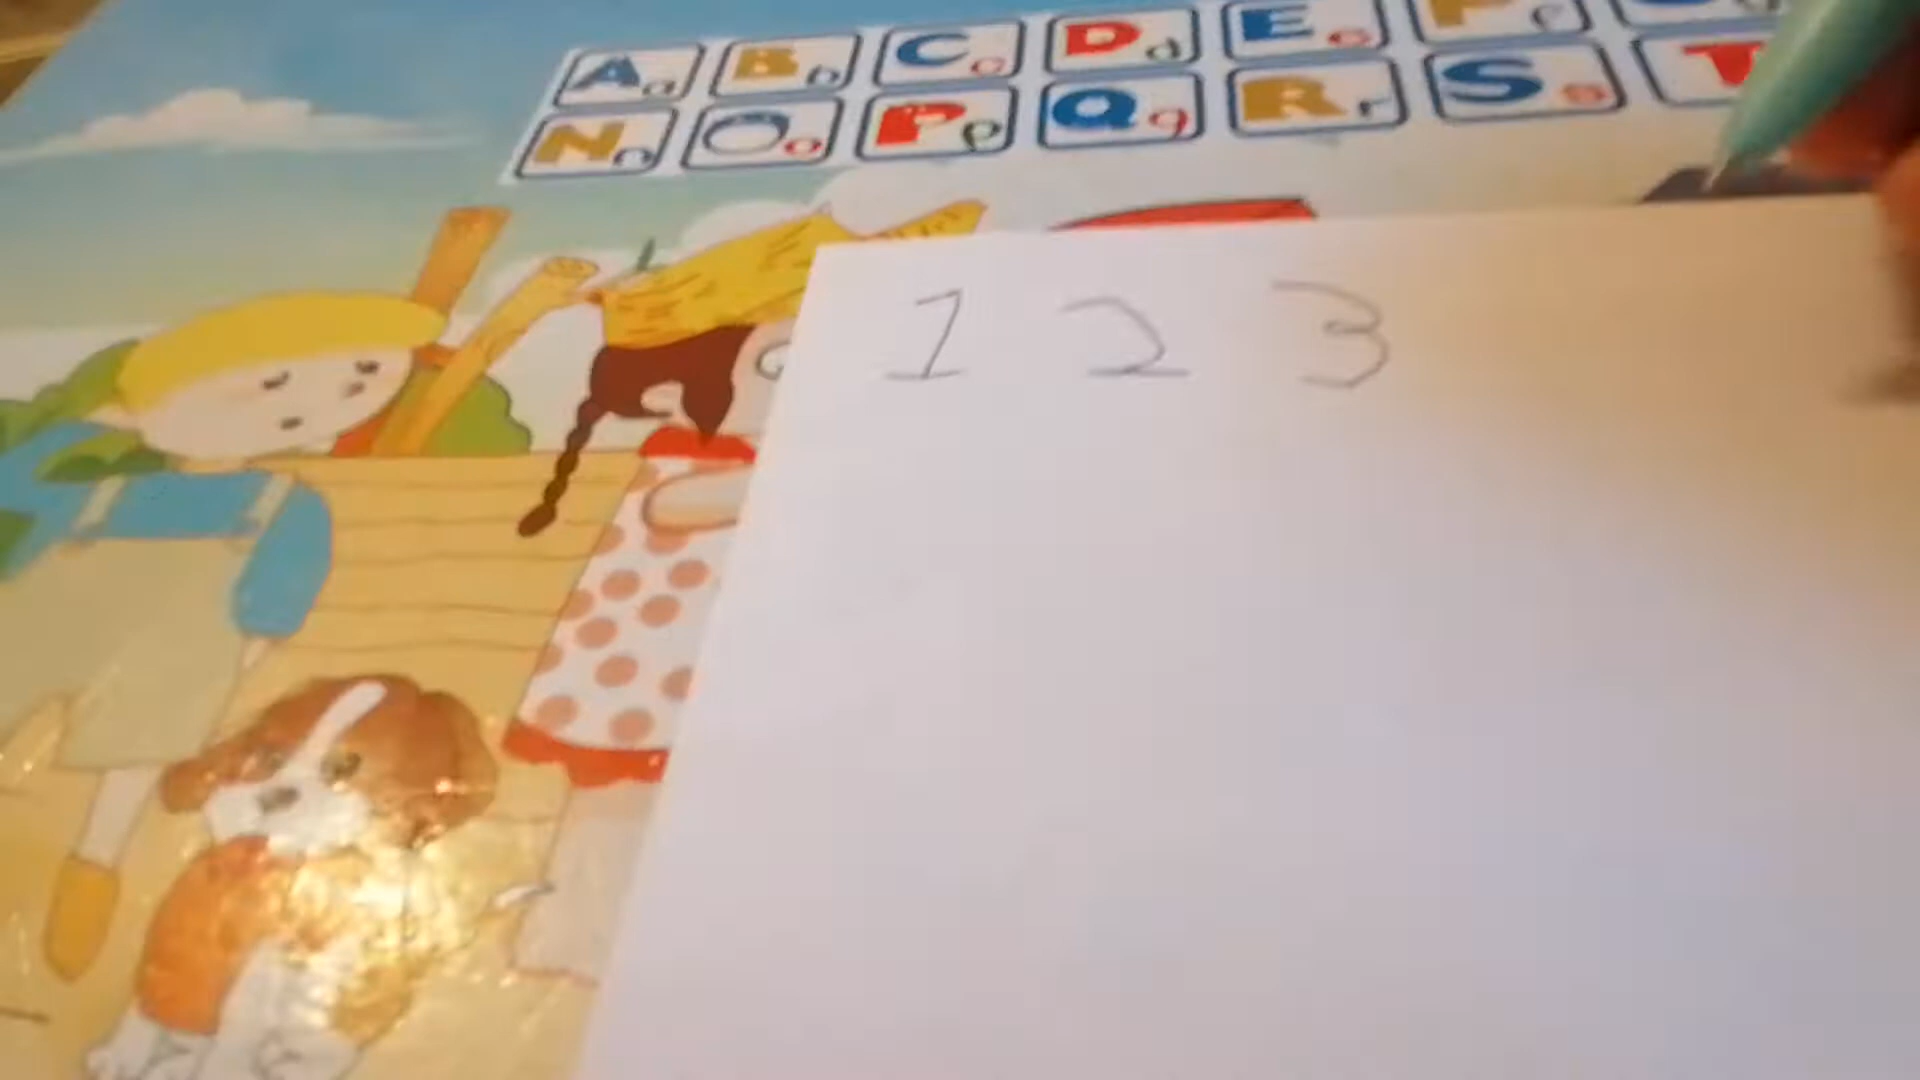 A a B b C c D d E e F
N n O o P p Q q R r S s T
1 2 3